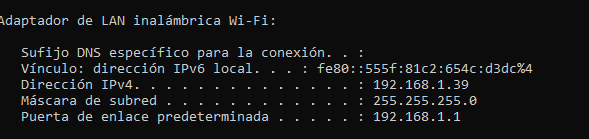 Adaptador de LAN inalámbrica Wi-Fi:
Sufijo DNS específico para la conexión. . :
Vínculo: dirección IPv6 local. . . : fe80::555f:81c2:654c:d3dc%4
Dirección IPv4. . . . . . . . . . . . . . : 192.168.1.39
Máscara de subred . . . . . . . . . . . . : 255.255.255.0
Puerta de enlace predeterminada . . . . . : 192.168.1.1